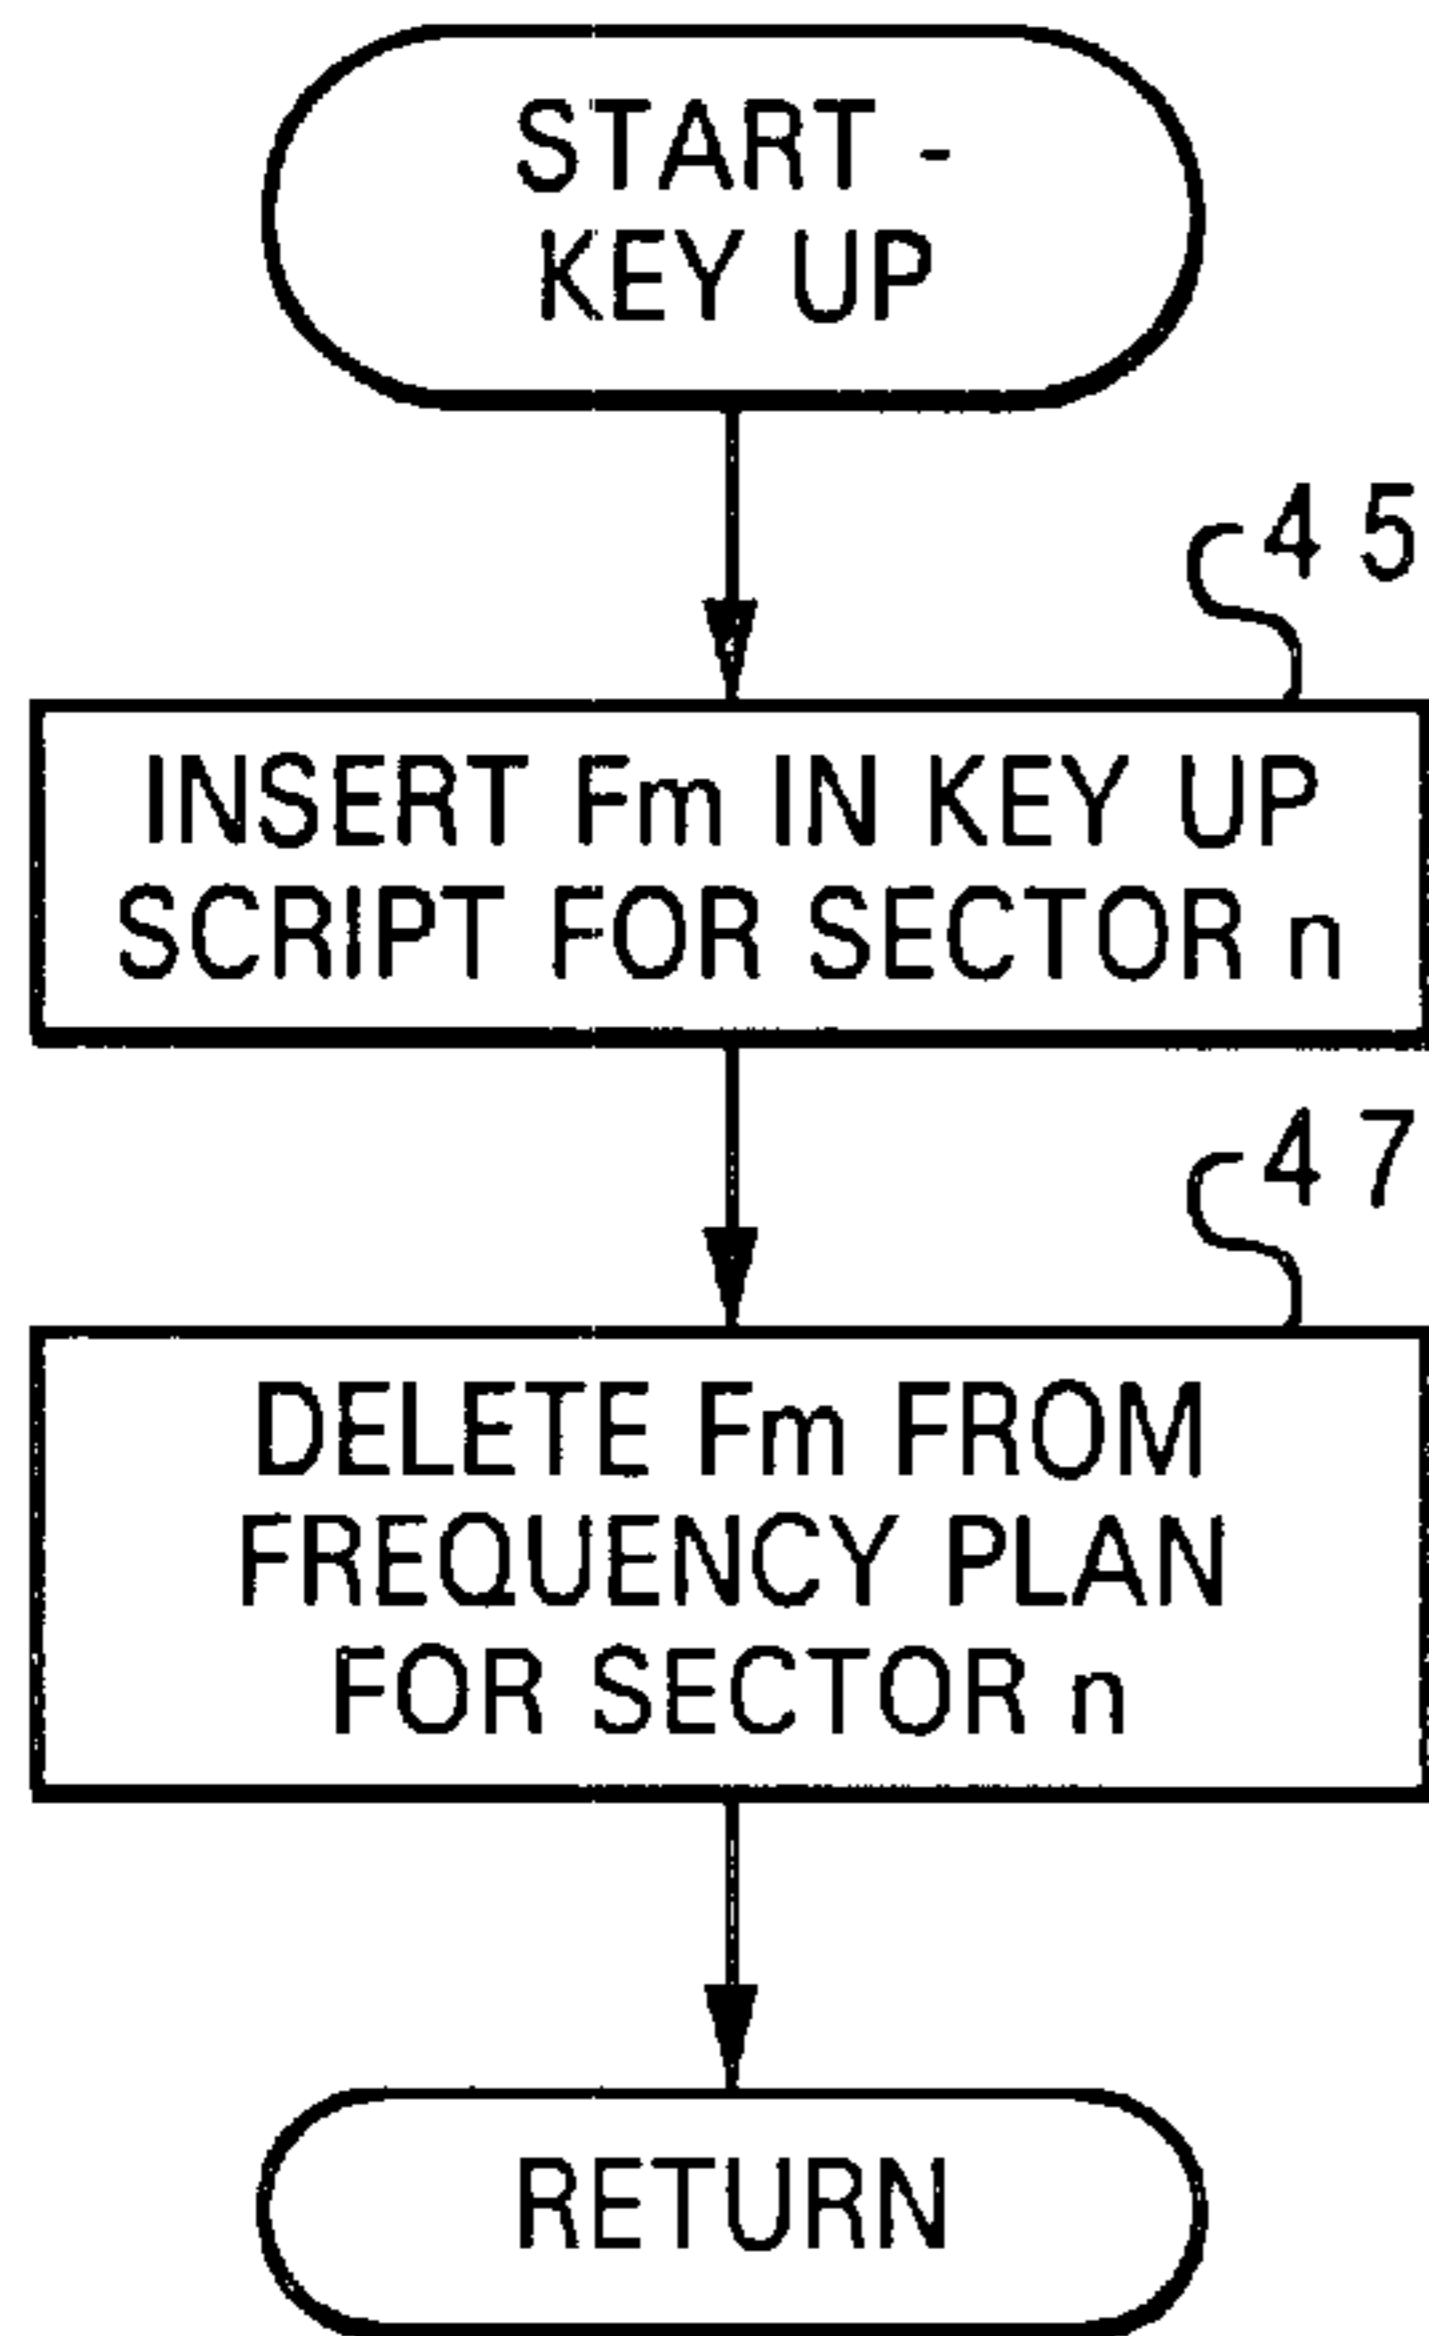 START -
KEY UP
45
INSERT Fm IN KEY UP
SCRIPT FOR SECTOR n
47
DELETE Fm FROM
FREQUENCY PLAN
FOR SECTOR n
RETURN